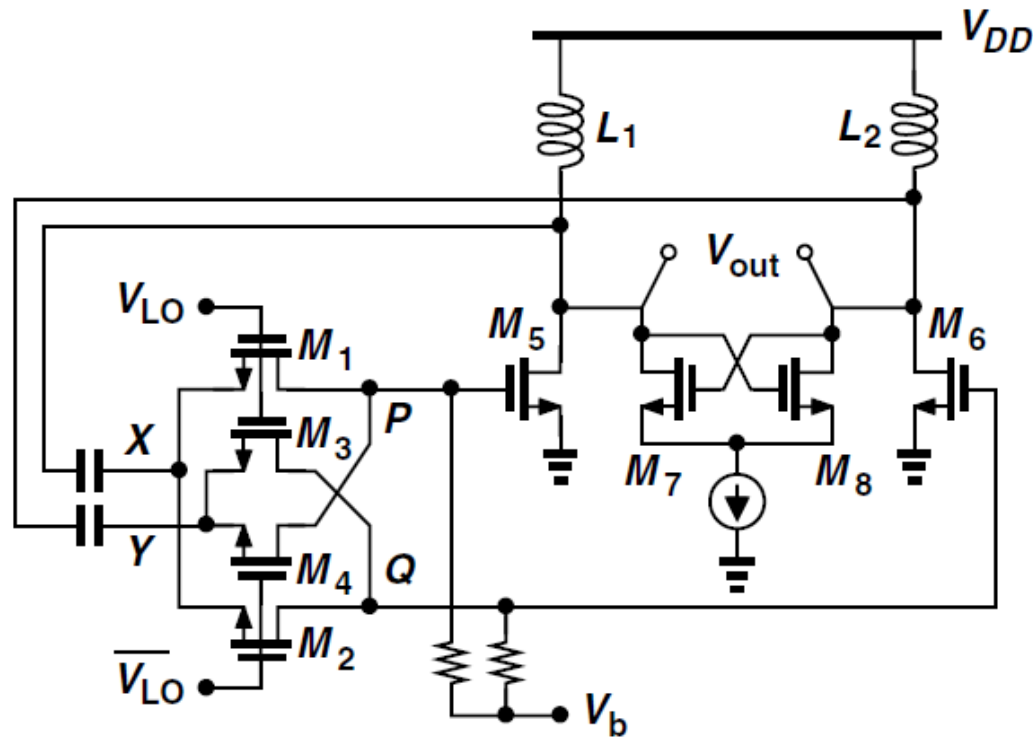 V_DD
L_1
L_2
V_LO
M_1
V_out
M_5
M_6
P
M_3
X
M_7
M_8
Y
M_4
Q
M_2
\overline{V_LO}
V_b